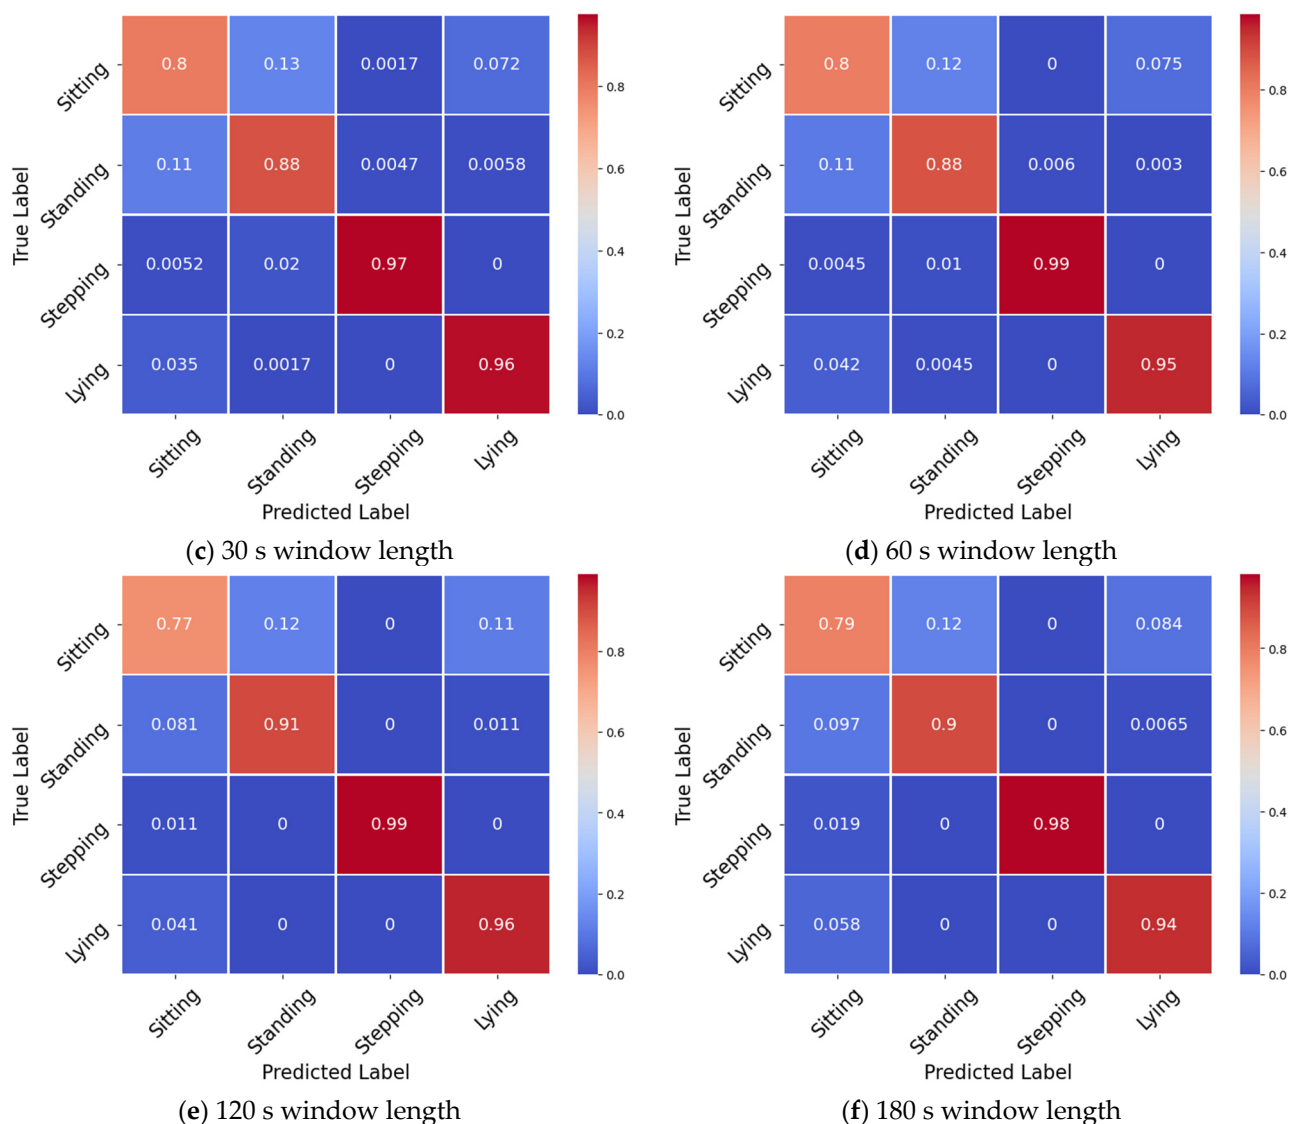 Sitting 0.8 0.13 0.0017 0.072
Standing 0.11 0.88 0.0047 0.0058
Stepping 0.0052 0.02 0.97 0
Lying 0.035 0.0017 0 0.96
Sitting Standing Stepping Lying
Predicted Label
True Label
0.8
0.6
0.4
0.2
0.0
(c) 30 s window length
Sitting 0.8 0.12 0 0.075
Standing 0.11 0.88 0.006 0.003
Stepping 0.0045 0.01 0.99 0
Lying 0.042 0.0045 0 0.95
Sitting Standing Stepping Lying
Predicted Label
True Label
0.8
0.6
0.4
0.2
0.0
(d) 60 s window length
Sitting 0.77 0.12 0 0.11
Standing 0.081 0.91 0 0.011
Stepping 0.011 0 0.99 0
Lying 0.041 0 0 0.96
Sitting Standing Stepping Lying
Predicted Label
True Label
0.8
0.6
0.4
0.2
0.0
(e) 120 s window length
Sitting 0.79 0.12 0 0.084
Standing 0.097 0.9 0 0.0065
Stepping 0.019 0 0.98 0
Lying 0.058 0 0 0.94
Sitting Standing Stepping Lying
Predicted Label
True Label
0.8
0.6
0.4
0.2
0.0
(f) 180 s window length